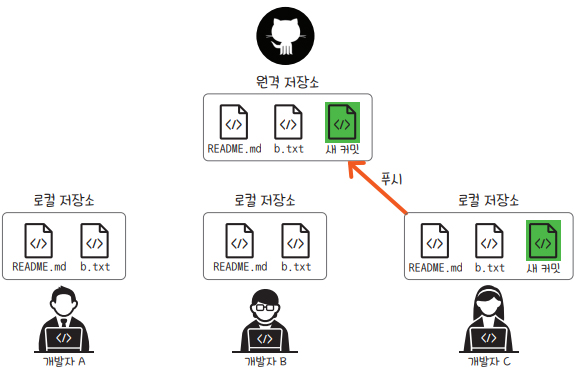 원격 저장소
README.md b.txt 새 커밋
푸시
로컬 저장소 로컬 저장소 로컬 저장소
README.md b.txt README.md b.txt README.md b.txt 새 커밋
개발자 A 개발자 B 개발자 C